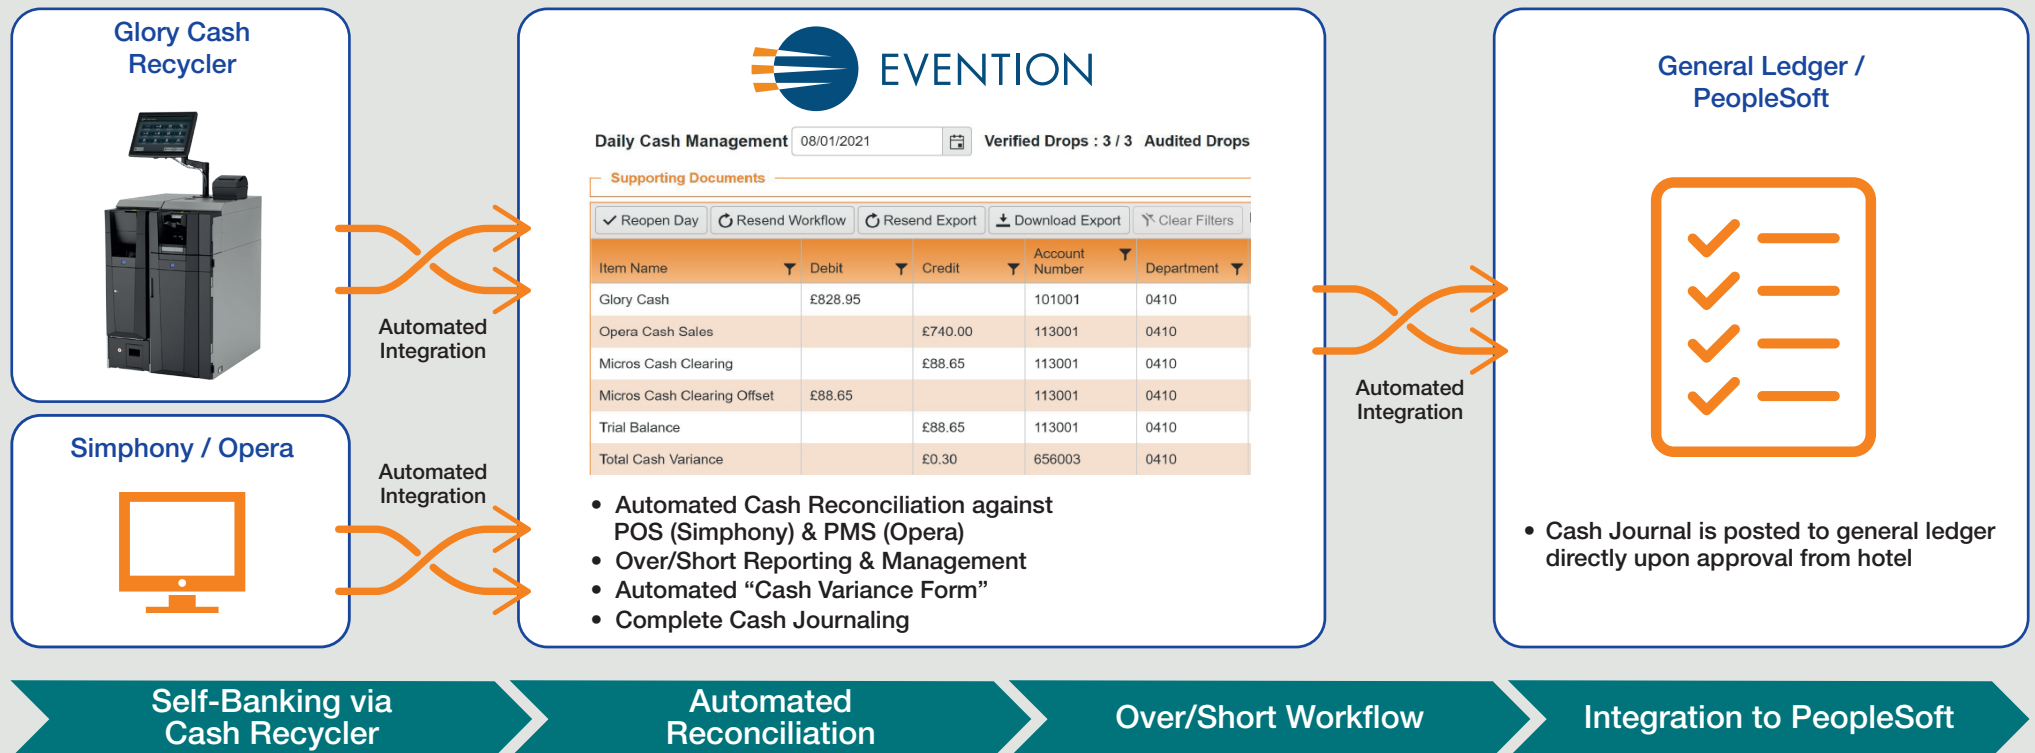 Glory Cash
Recycler
Automated
Integration
Simphony / Opera
Automated
Integration
EVENTION
Daily Cash Management 08/01/2021 Verified Drops : 3 / 3 Audited Drops
Supporting Documents
Reopen Day Resend Workflow Resend Export Download Export Clear Filters
Item Name Debit Credit Account Number Department
Glory Cash £828.95 101001 0410
Opera Cash Sales £740.00 113001 0410
Micros Cash Clearing £88.65 113001 0410
Micros Cash Clearing Offset £88.65 113001 0410
Trial Balance £88.65 113001 0410
Total Cash Variance £0.30 656003 0410
• Automated Cash Reconciliation against
POS (Simphony) & PMS (Opera)
• Over/Short Reporting & Management
• Automated “Cash Variance Form”
• Complete Cash Journaling
Automated
Integration
General Ledger /
PeopleSoft
• Cash Journal is posted to general ledger
directly upon approval from hotel
Self-Banking via
Cash Recycler
Automated
Reconciliation
Over/Short Workflow
Integration to PeopleSoft